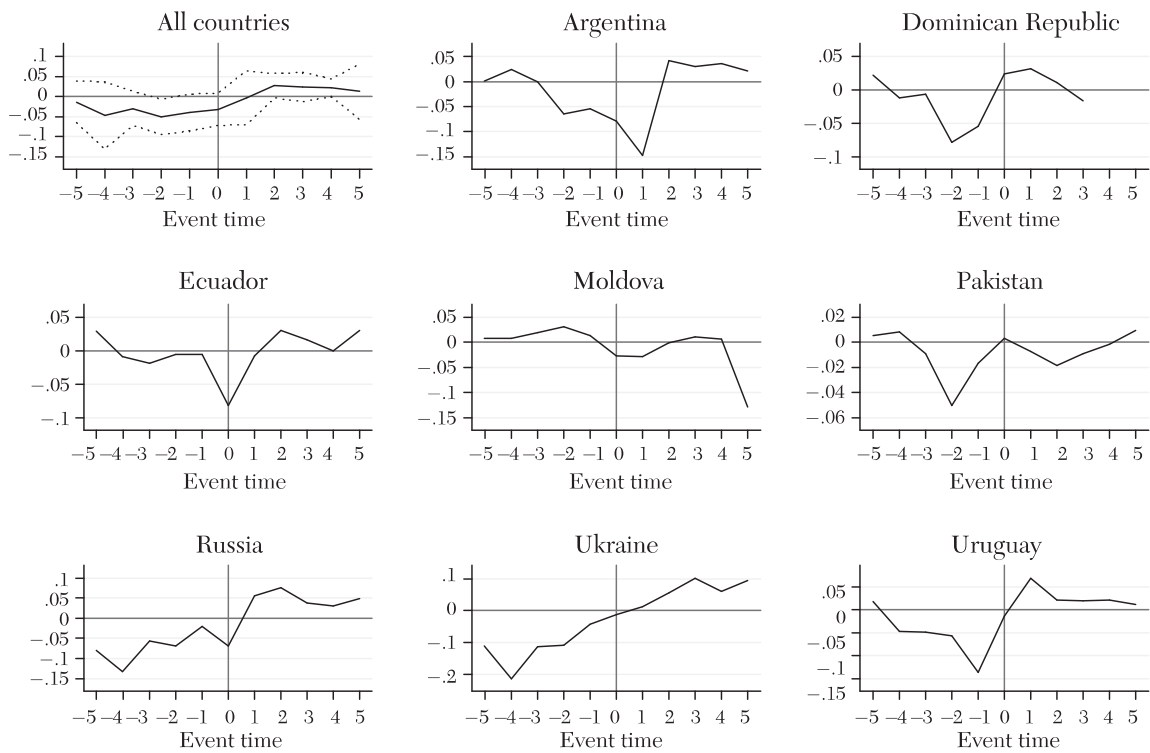 All countries
.1
.05
0
−.05
−.1
−.15
−5 −4 −3 −2 −1 0 1 2 3 4 5
Event time
Argentina
.05
0
−.05
−.1
−.15
−5 −4 −3 −2 −1 0 1 2 3 4 5
Event time
Dominican Republic
.05
0
−.05
−.1
−5 −4 −3 −2 −1 0 1 2 3 4 5
Event time
Ecuador
.05
0
−.05
−.1
−5 −4 −3 −2 −1 0 1 2 3 4 5
Event time
Moldova
.05
0
−.05
−.1
−.15
−5 −4 −3 −2 −1 0 1 2 3 4 5
Event time
Pakistan
.02
0
−.02
−.04
−.06
−5 −4 −3 −2 −1 0 1 2 3 4 5
Event time
Russia
.1
.05
0
−.05
−.1
−.15
−5 −4 −3 −2 −1 0 1 2 3 4 5
Event time
Ukraine
.1
0
−.1
−.2
−5 −4 −3 −2 −1 0 1 2 3 4 5
Event time
Uruguay
.05
0
.05
−.1
−.15
−5 −4 −3 −2 −1 0 1 2 3 4 5
Event time